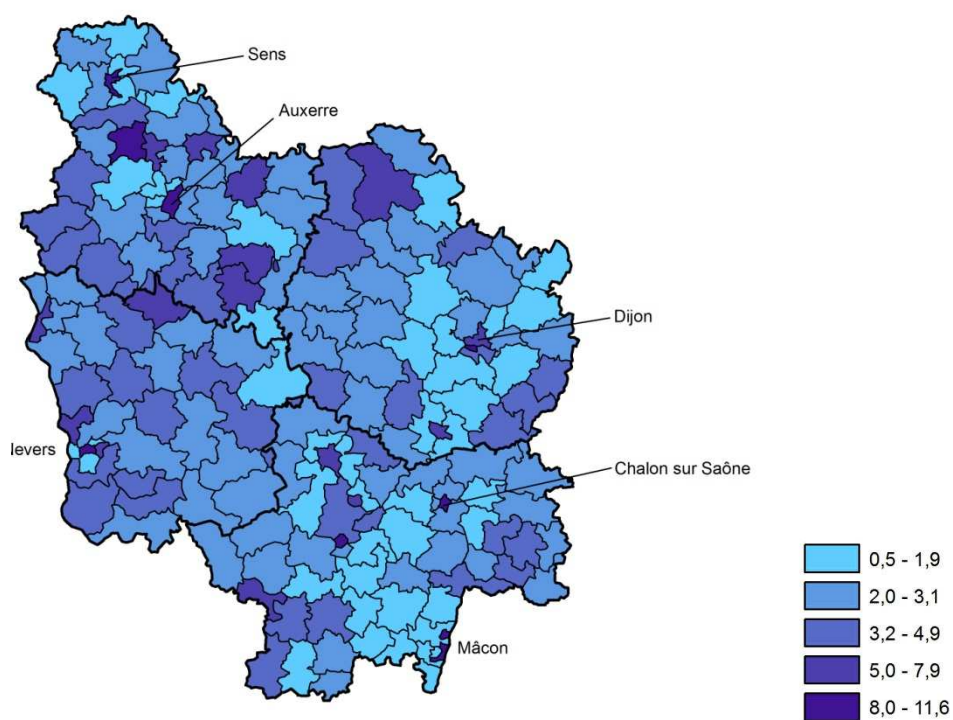 Sens
Auxerre
Dijon
levers
Chalon sur Saône
Mâcon
0,5 - 1,9
2,0 - 3,1
3,2 - 4,9
5,0 - 7,9
8,0 - 11,6